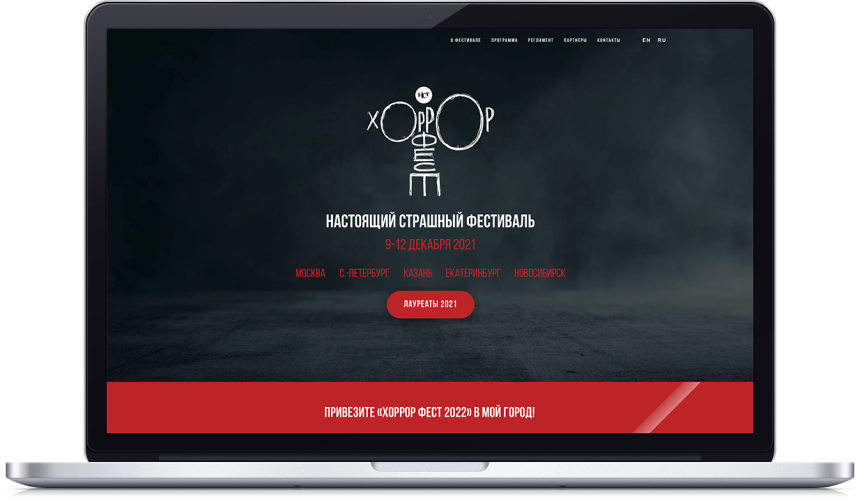 О ФЕСТИВАЛЕ ПРОГРАММА РЕГЛАМЕНТ ПАРТНЕРЫ КОНТАКТЫ EN RU
НСТ
ХОРРОР
ФЕСТ
НАСТОЯЩИЙ СТРАШНЫЙ ФЕСТИВАЛЬ
9-12 ДЕКАБРЯ 2021
МОСКВА С.-ПЕТЕРБУРГ КАЗАНЬ ЕКАТЕРИНБУРГ НОВОСИБИРСК
ЛАУРЕАТЫ 2021
ПРИВЕЗИТЕ «ХОРРОР ФЕСТ 2022» В МОЙ ГОРОД!